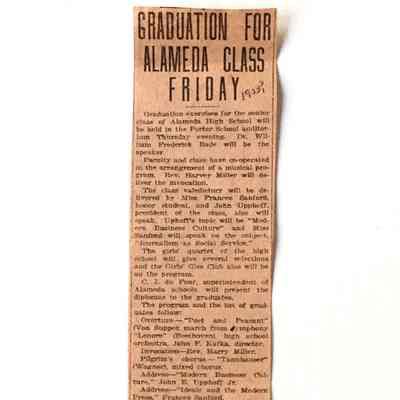 GRADUATION FOR
ALAMEDA CLASS
FRIDAY
Graduation exercises for the senior
class of Alameda High School will
be held in the Porter School auditor-
ium Thursday evening. Dr. Wil-
liam Frederick Bade will be the
speaker.
Faculty and class have co-operated
in the arrangement of a musical pro-
gram. Rev. Harvey Miller will de-
liver the invocation.
The class valedictory will be de-
livered by Miss Frances Sanford,
honor student, and John Upphoff,
president of the class, also will
speak. Uphoff's topic will be "Mod-
ern Business Culture" and Miss
Sanford will speak on the subject,
"Journalism as Social Service."
The girls' quartet of the high
school will give several selections
and the Girls' Glee Club also will be
on the program.
C. J. du Four, superintendent of
Alameda schools, will present the
diplomas to the graduates.
The program and the list of grad-
uates follow:
Overture—"Poet and Peasant"
(Von Suppe), march from symphony
"Lenore" (Beethoven), high school
orchestra, John P. Kafka, director.
Invocation—Rev. Harry Miller.
Pilgrim's chorus — "Tannhauser"
(Wagner), mixed chorus.
Address—"Modern Business Cul-
ture," John E. Upphoff Jr.
Address—"Ideals and the Modern
Press," Frances Sanford.